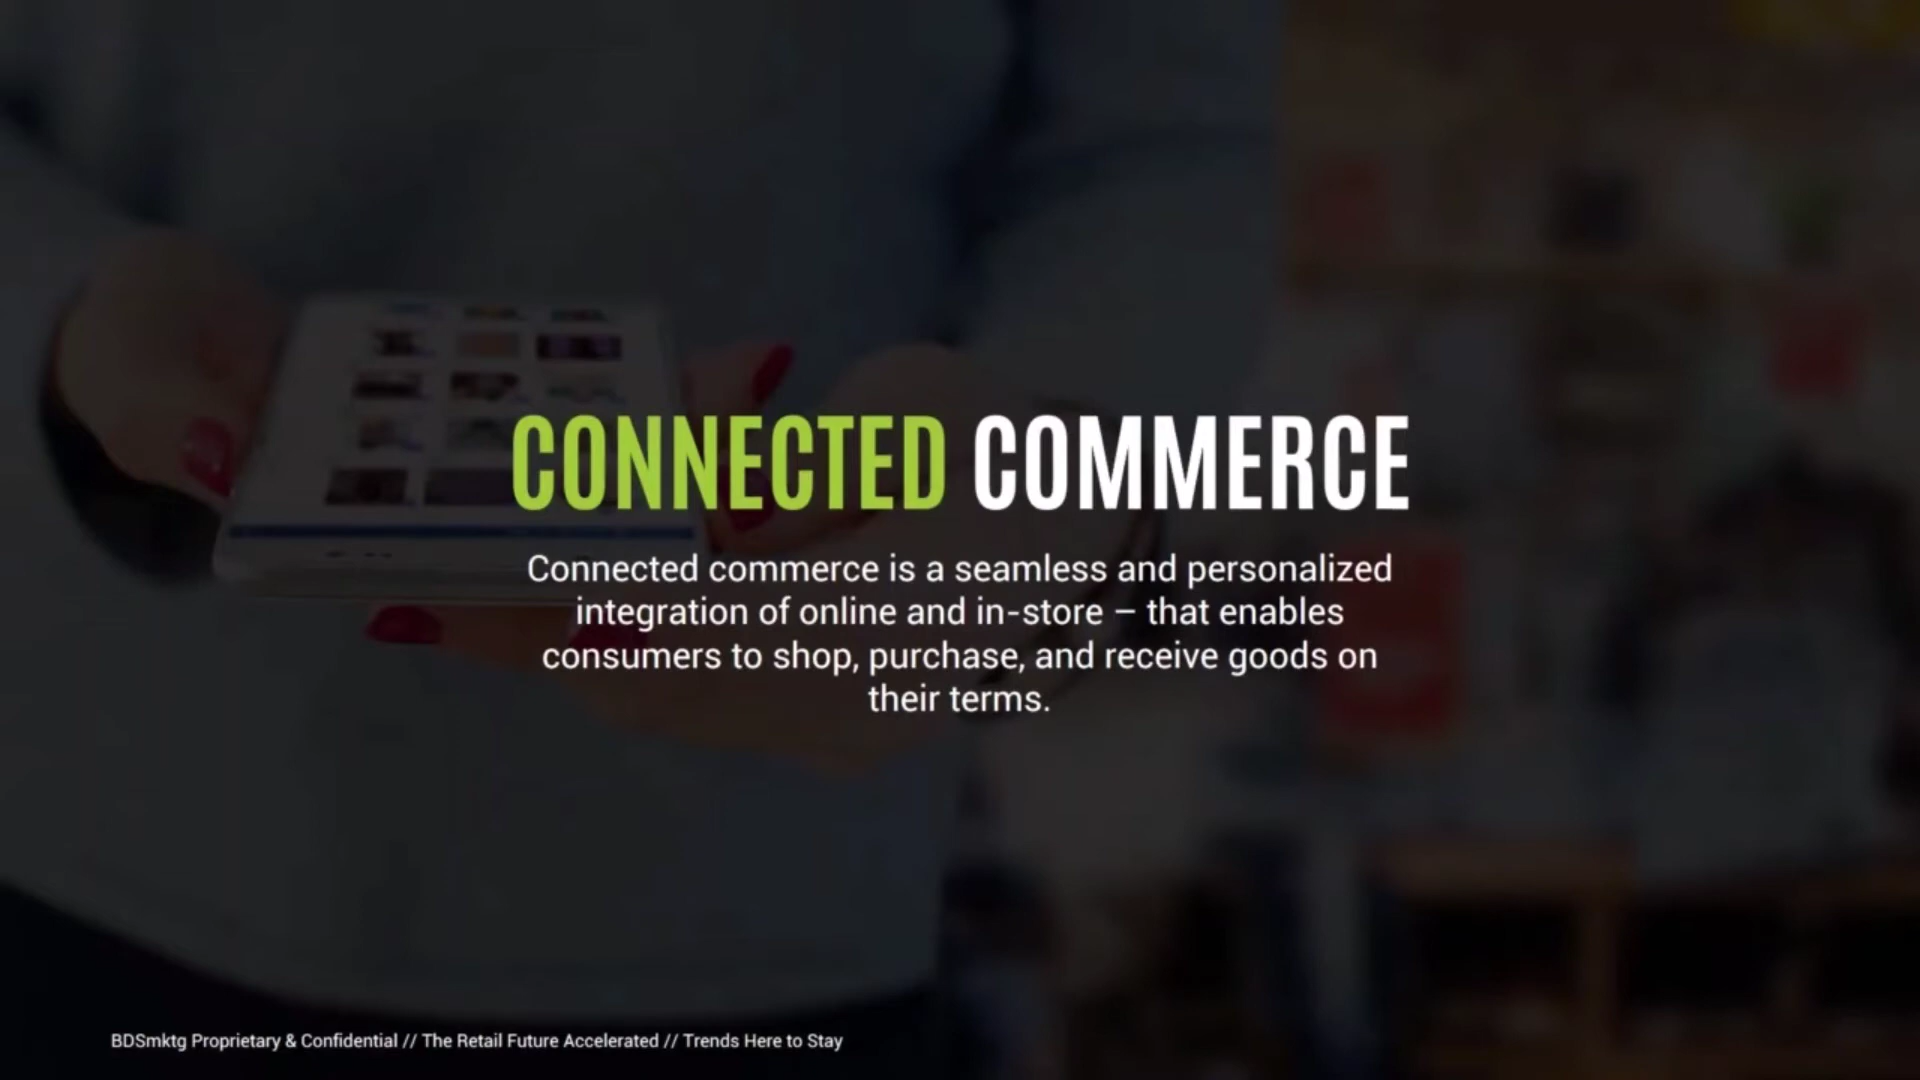 CONNECTED COMMERCE
Connected commerce is a seamless and personalized
integration of online and in-store – that enables
consumers to shop, purchase, and receive goods on
their terms.
BDSmktg Proprietary & Confidential // The Retail Future Accelerated // Trends Here to Stay